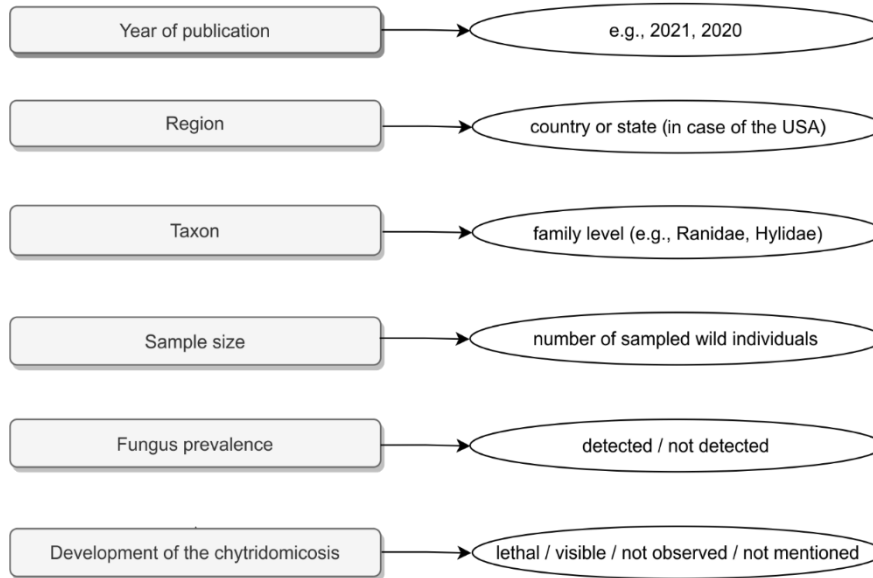 Year of publication
e.g., 2021, 2020
Region
country or state (in case of the USA)
Taxon
family level (e.g., Ranidae, Hylidae)
Sample size
number of sampled wild individuals
Fungus prevalence
detected / not detected
Development of the chytridomicosis
lethal / visible / not observed / not mentioned